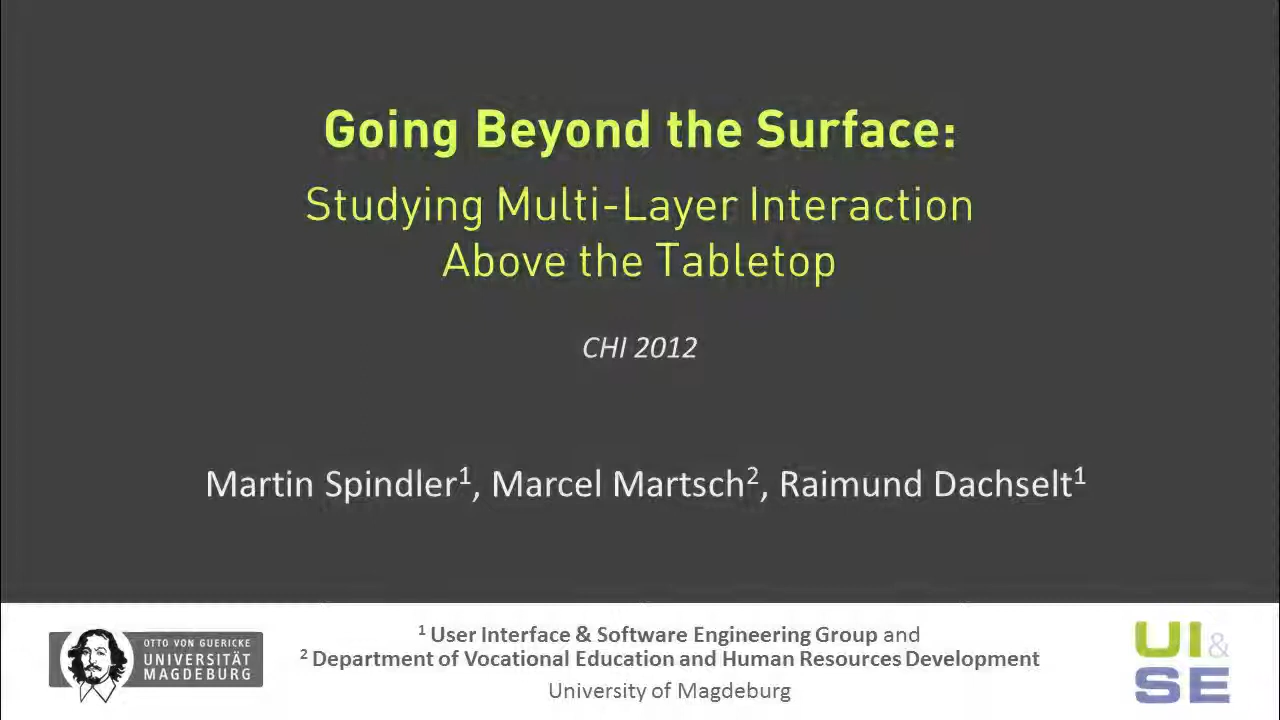 Going Beyond the Surface:
Studying Multi-Layer Interaction
Above the Tabletop
CHI 2012
Martin Spindler¹, Marcel Martsch², Raimund Dachselt¹
OTTO VON GUERICKE
UNIVERSITÄT
MAGDEBURG
¹ User Interface & Software Engineering Group and
² Department of Vocational Education and Human Resources Development
University of Magdeburg
UI&
SE